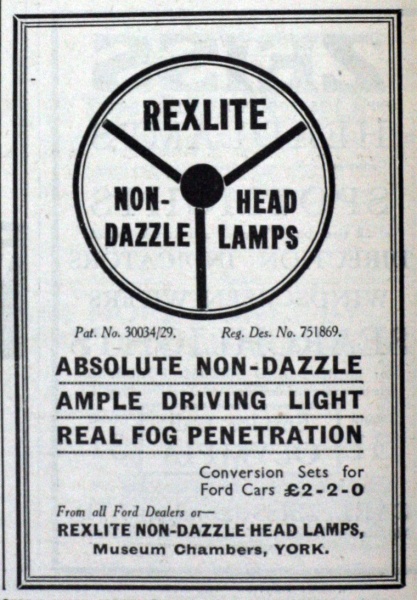 REXLITE
NON- HEAD
DAZZLE LAMPS
Pat. No. 30034/29. Reg. Des. No. 751869.
ABSOLUTE NON-DAZZLE
AMPLE DRIVING LIGHT
REAL FOG PENETRATION
Conversion Sets for
Ford Cars £2-2-0
From all Ford Dealers or—
REXLITE NON-DAZZLE HEAD LAMPS,
Museum Chambers, YORK.